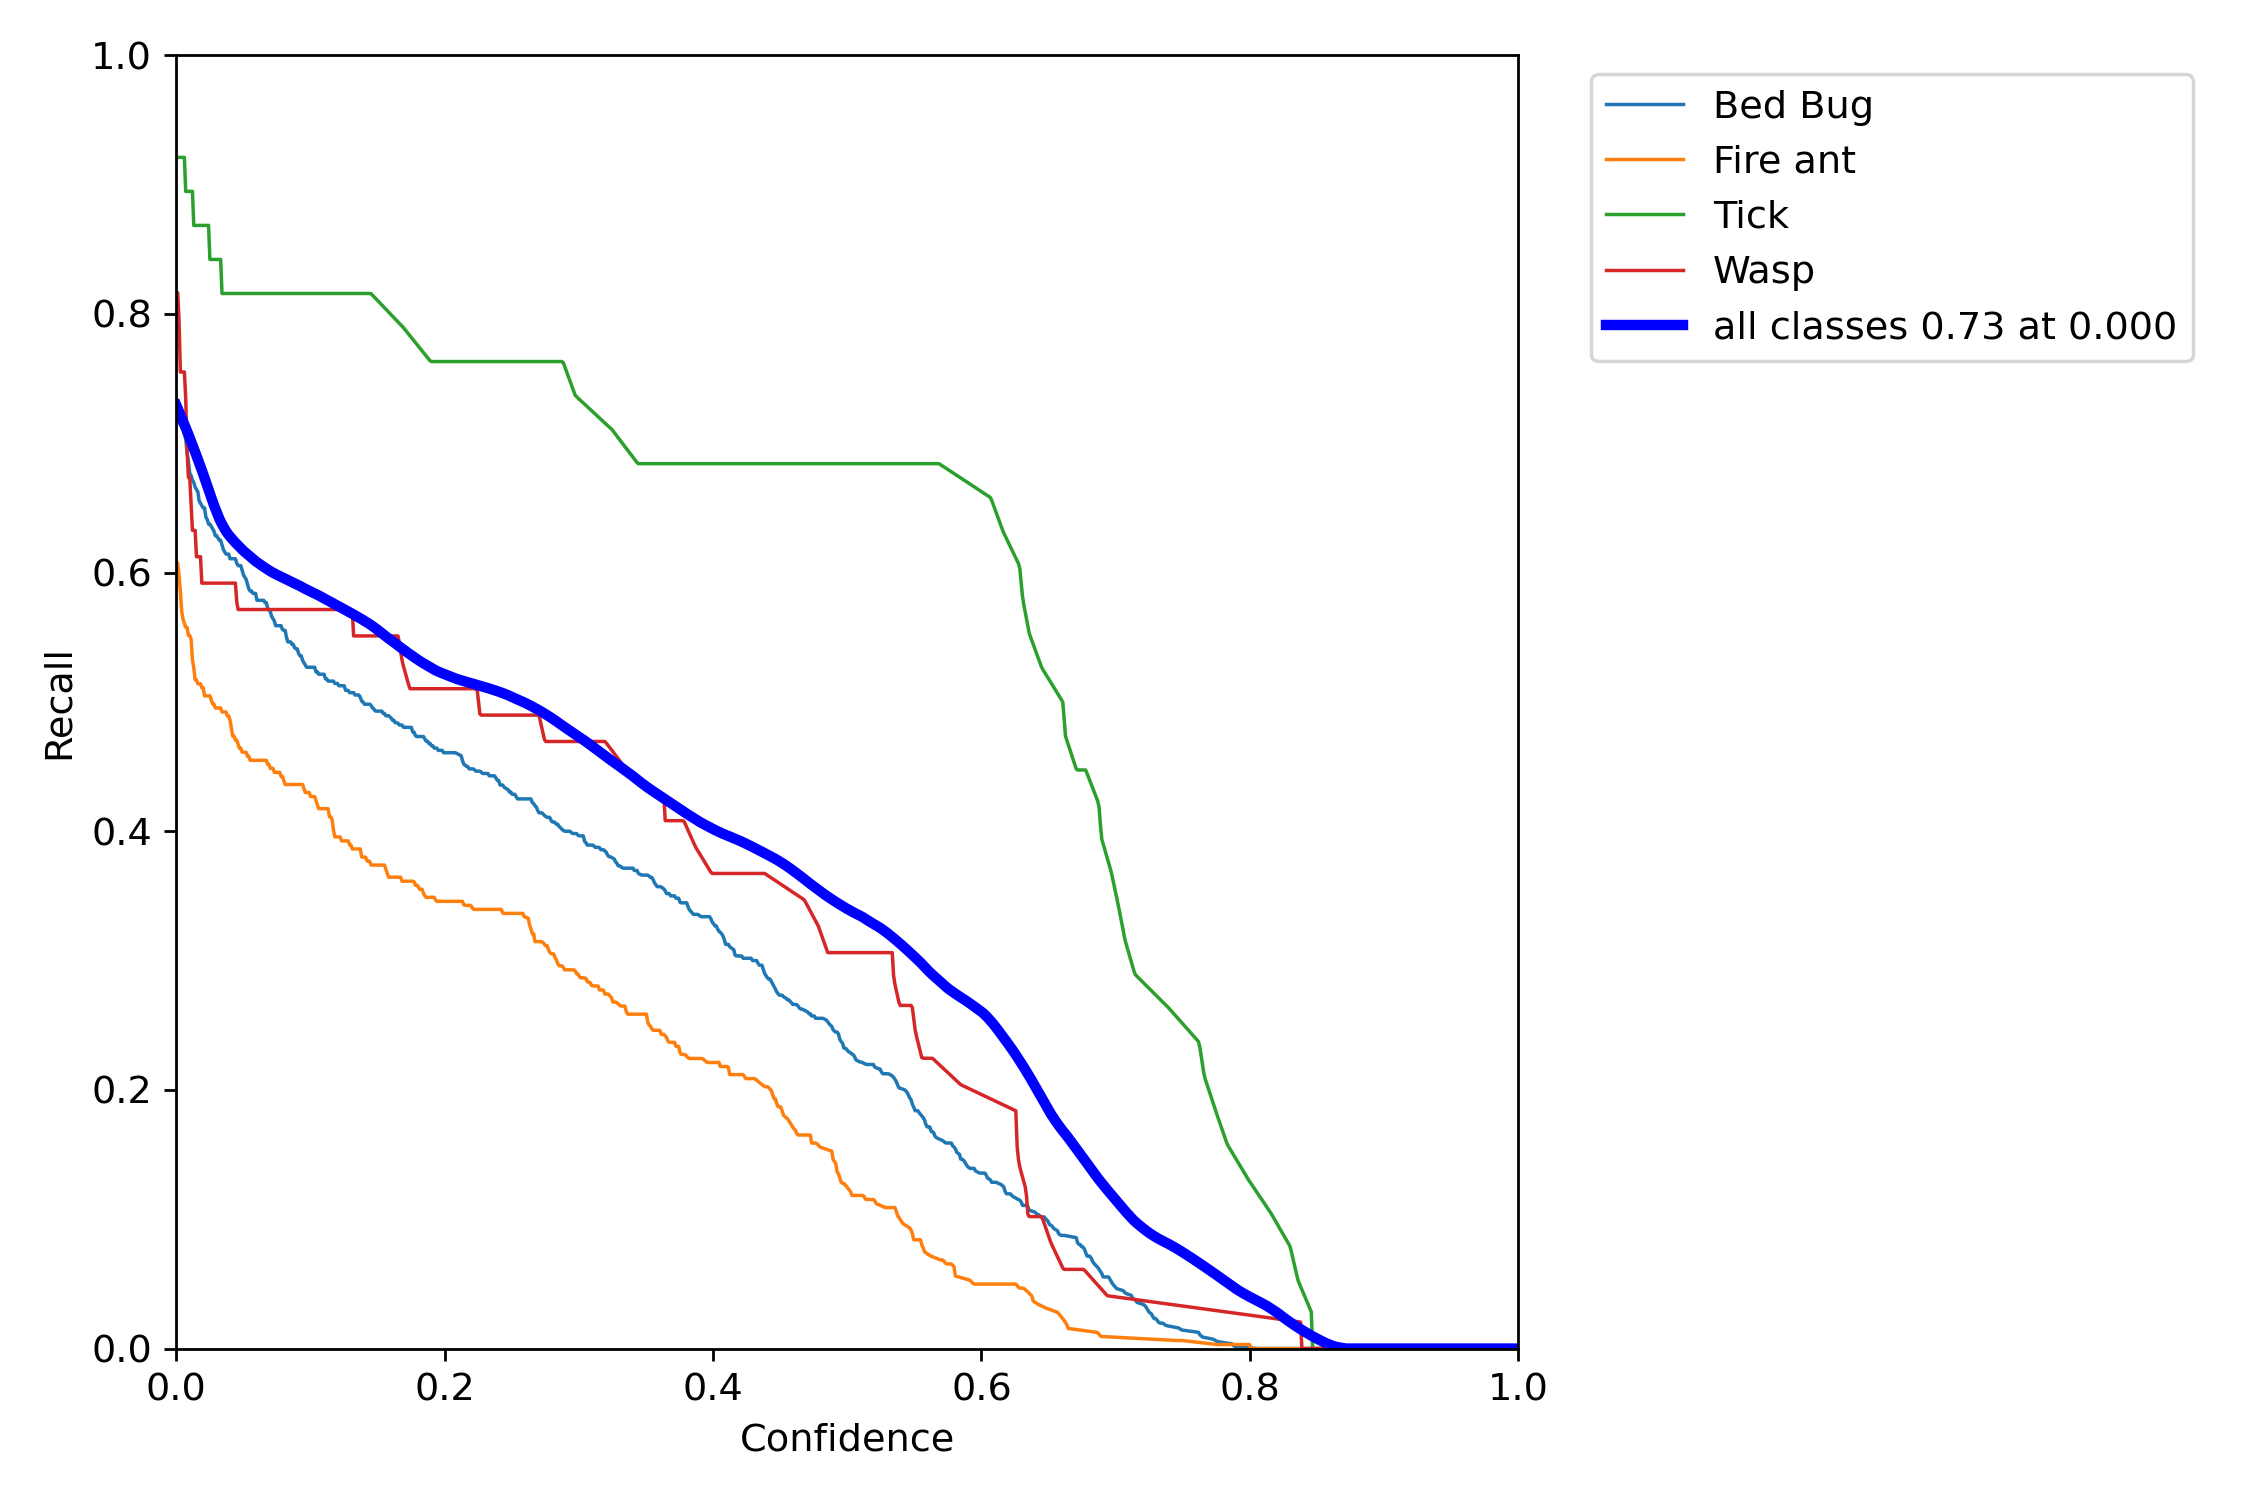 1.0
0.8
0.6
0.4
0.2
0.0
Recall
0.0 0.2 0.4 0.6 0.8 1.0
Confidence
Bed Bug
Fire ant
Tick
Wasp
all classes 0.73 at 0.000